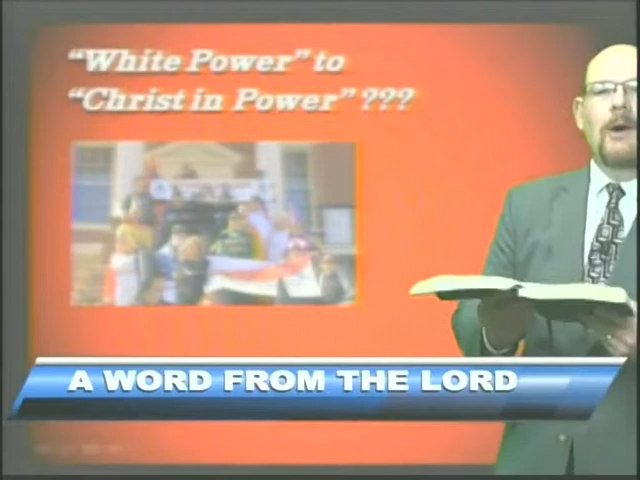 “White Power” to
“Christ in Power” ???
A WORD FROM THE LORD